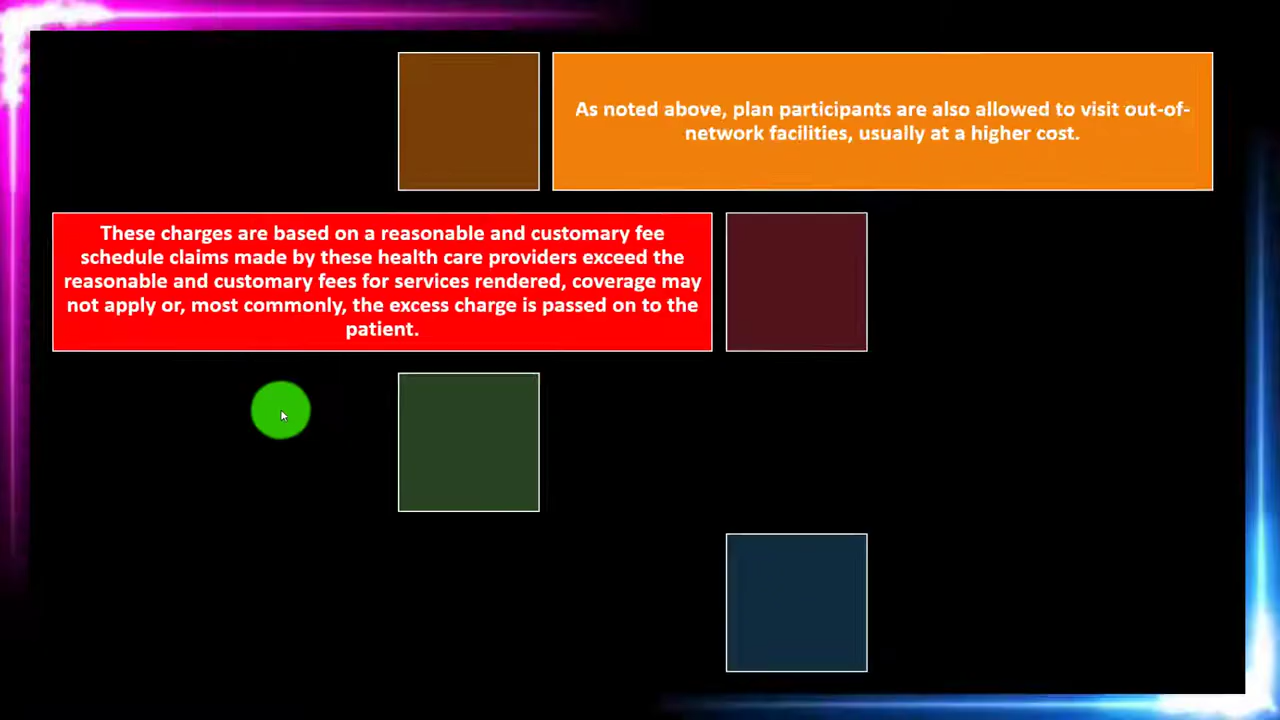 As noted above, plan participants are also allowed to visit out-of-
network facilities, usually at a higher cost.
These charges are based on a reasonable and customary fee
schedule claims made by these health care providers exceed the
reasonable and customary fees for services rendered, coverage may
not apply or, most commonly, the excess charge is passed on to the
patient.